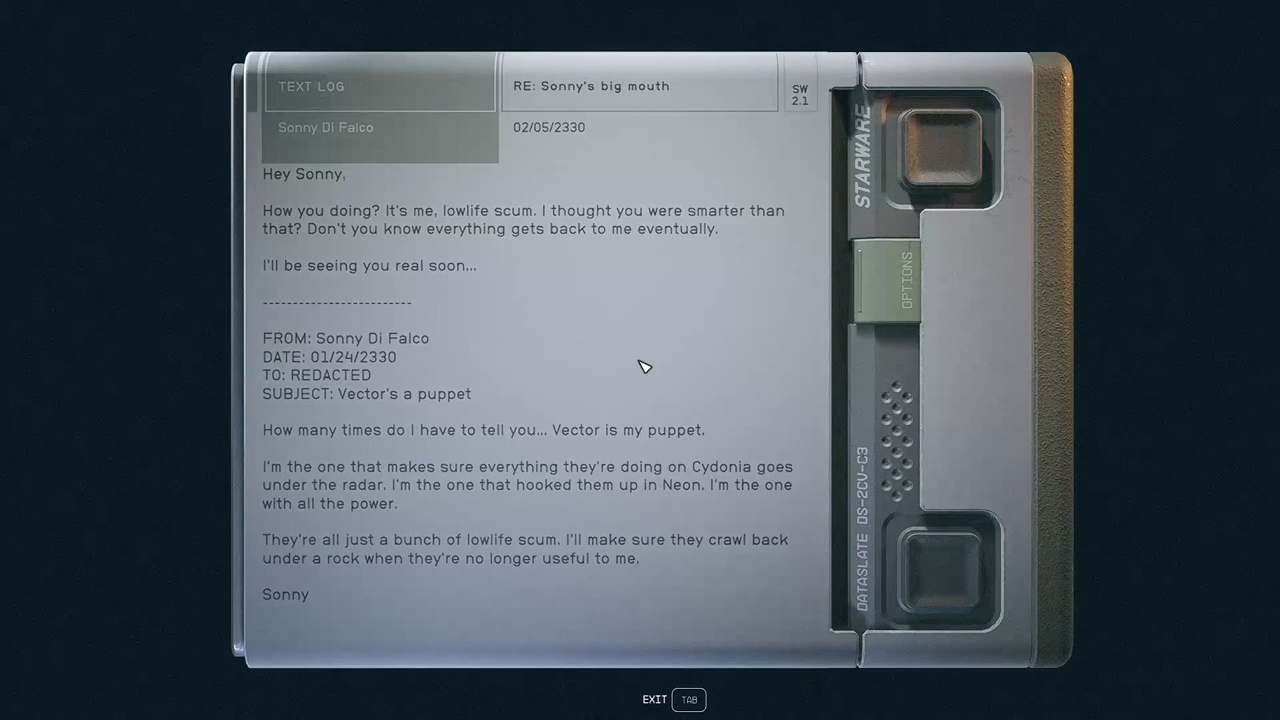 TEXT LOG
RE: Sonny's big mouth
SW
2.1
Sonny Di Falco
02/05/2330
Hey Sonny,
How you doing? It's me, lowlife scum. I thought you were smarter than
that? Don't you know everything gets back to me eventually.
I'll be seeing you real soon...
-------------------------
FROM: Sonny Di Falco
DATE: 01/24/2330
TO: REDACTED
SUBJECT: Vector's a puppet
How many times do I have to tell you... Vector is my puppet.
I'm the one that makes sure everything they're doing on Cydonia goes
under the radar. I'm the one that hooked them up in Neon. I'm the one
with all the power.
They're all just a bunch of lowlife scum. I'll make sure they crawl back
under a rock when they're no longer useful to me.
Sonny
STARWARE
OPTIONS
DATASLATE DS-2CV-C3
EXIT TAB